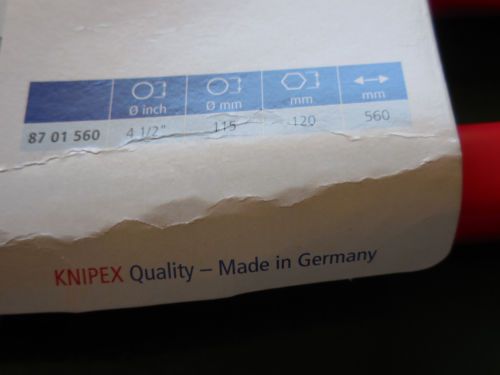 Ø inch Ø mm mm mm
87 01 560 4 1/2" 115 120 560
KNIPEX Quality – Made in Germany